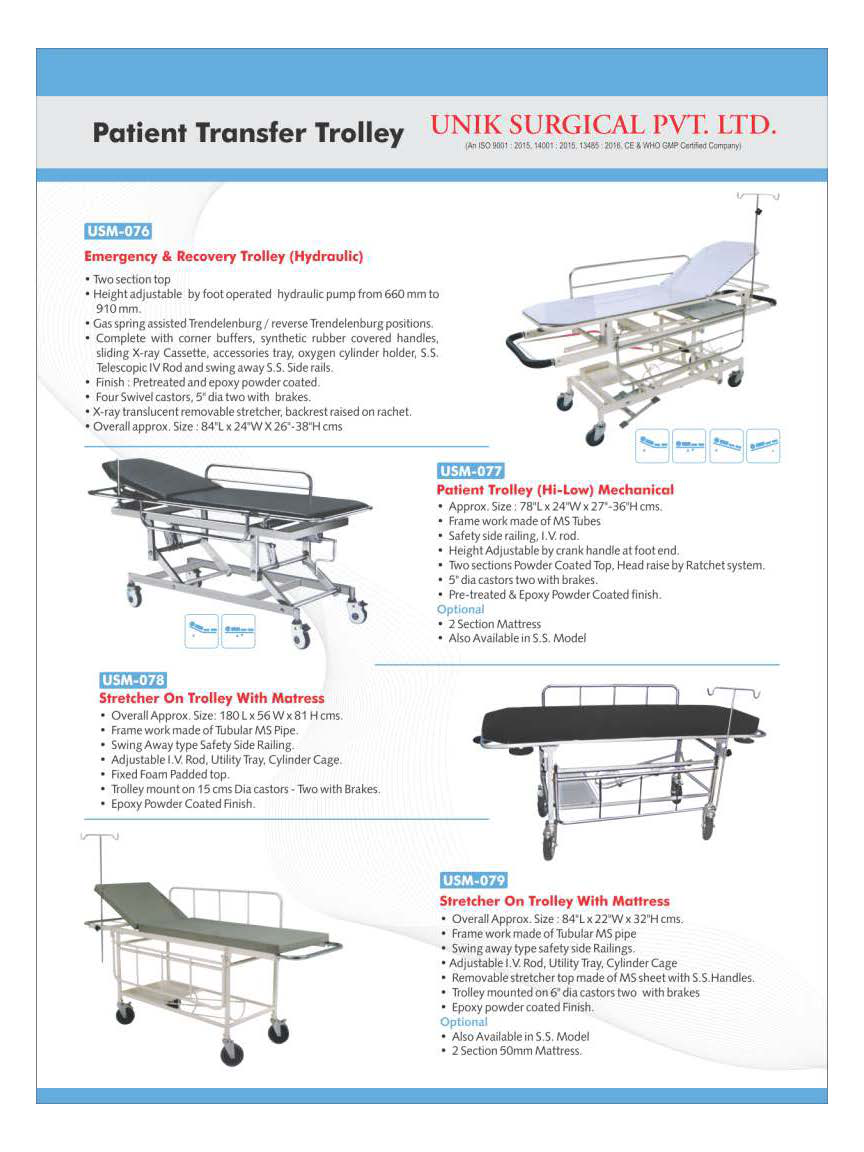 Patient Transfer Trolley
UNIK SURGICAL PVT. LTD.
(An ISO 9001 : 2015, 14001 : 2015, 13485 : 2016, CE & WHO GMP Certified Company)
USM-076
Emergency & Recovery Trolley (Hydraulic)
• Two section top
• Height adjustable by foot operated hydraulic pump from 660 mm to
910 mm.
• Gas spring assisted Trendelenburg / reverse Trendelenburg positions.
• Complete with corner buffers, synthetic rubber covered handles,
sliding X-ray Cassette, accessories tray, oxygen cylinder holder, S.S.
Telescopic IV Rod and swing away S.S. Side rails.
• Finish : Pretreated and epoxy powder coated.
• Four Swivel castors, 5" dia two with brakes.
• X-ray translucent removable stretcher, backrest raised on rachet.
• Overall approx. Size : 84"L x 24"W X 26"-38"H cms
USM-077
Patient Trolley (Hi-Low) Mechanical
• Approx. Size : 78"L x 24"W x 27"-36"H cms.
• Frame work made of MS Tubes
• Safety side railing, I.V. rod.
• Height Adjustable by crank handle at foot end.
• Two sections Powder Coated Top, Head raise by Ratchet system.
• 5" dia castors two with brakes.
• Pre-treated & Epoxy Powder Coated finish.
Optional
• 2 Section Mattress
• Also Available in S.S. Model
USM-078
Stretcher On Trolley With Matress
• Overall Approx. Size: 180 L x 56 W x 81 H cms.
• Frame work made of Tubular MS Pipe.
• Swing Away type Safety Side Railing.
• Adjustable I.V. Rod, Utility Tray, Cylinder Cage.
• Fixed Foam Padded top.
• Trolley mount on 15 cms Dia castors - Two with Brakes.
• Epoxy Powder Coated Finish.
USM-079
Stretcher On Trolley With Mattress
• Overall Approx. Size : 84"L x 22"W x 32"H cms.
• Frame work made of Tubular MS pipe
• Swing away type safety side Railings.
• Adjustable I.V. Rod, Utility Tray, Cylinder Cage
• Removable stretcher top made of MS sheet with S.S.Handles.
• Trolley mounted on 6" dia castors two with brakes
• Epoxy powder coated Finish.
Optional
• Also Available in S.S. Model
• 2 Section 50mm Mattress.